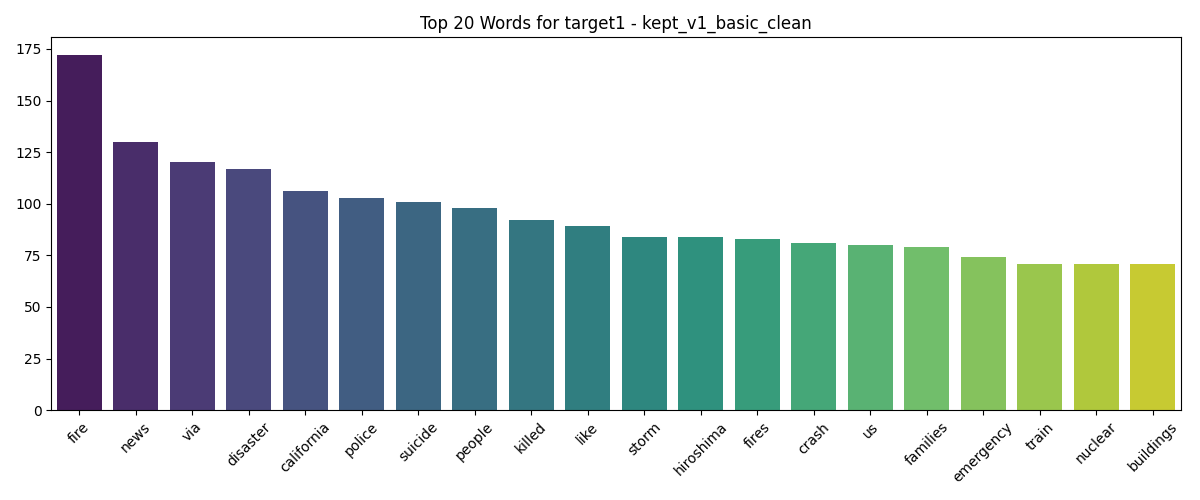 Top 20 Words for target1 - kept_v1_basic_clean
175
150
125
100
75
50
25
0
fire
news
via
disaster
california
police
suicide
people
killed
like
storm
hiroshima
fires
crash
us
families
emergency
train
nuclear
buildings